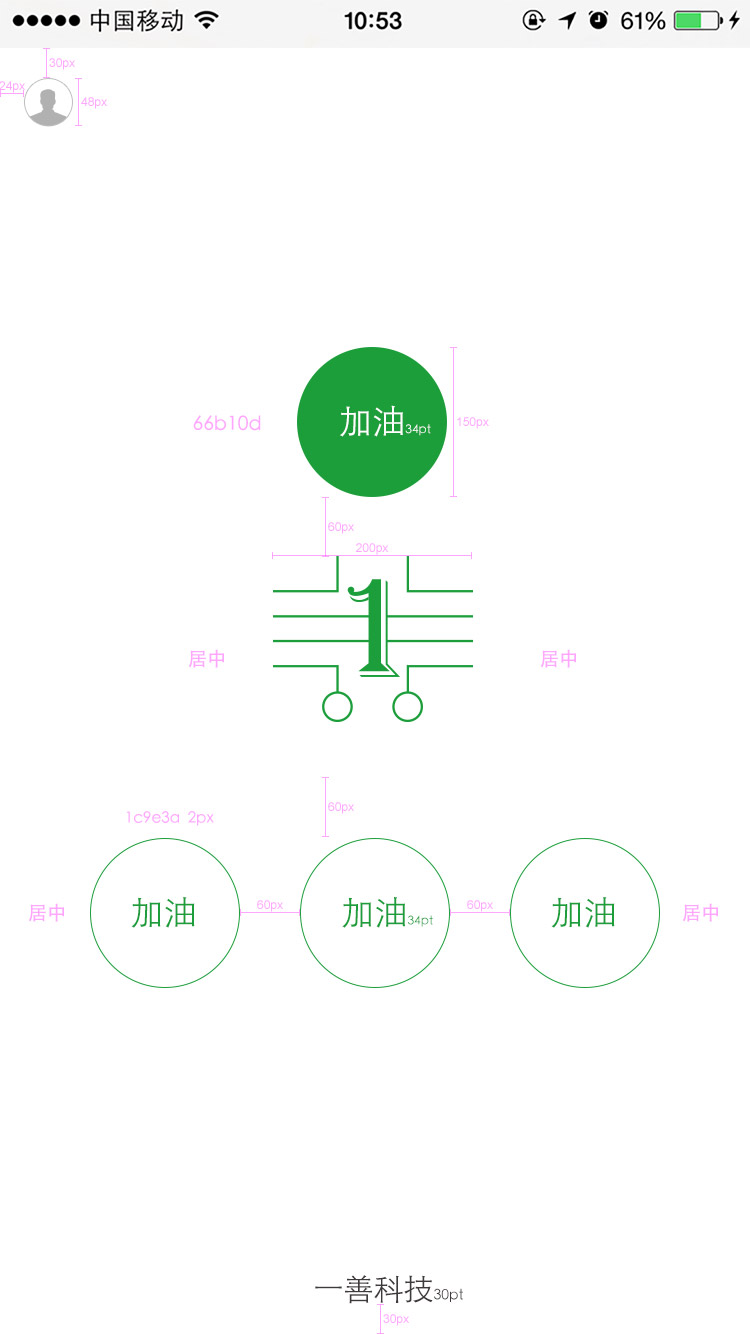 中国移动 10:53 61%
30px
24px
48px
66b10d
加油34pt
150px
60px
200px
1
居中 居中
60px
1c9e3a 2px
居中 加油 60px 加油34pt 60px 加油 居中
一善科技30pt
30px